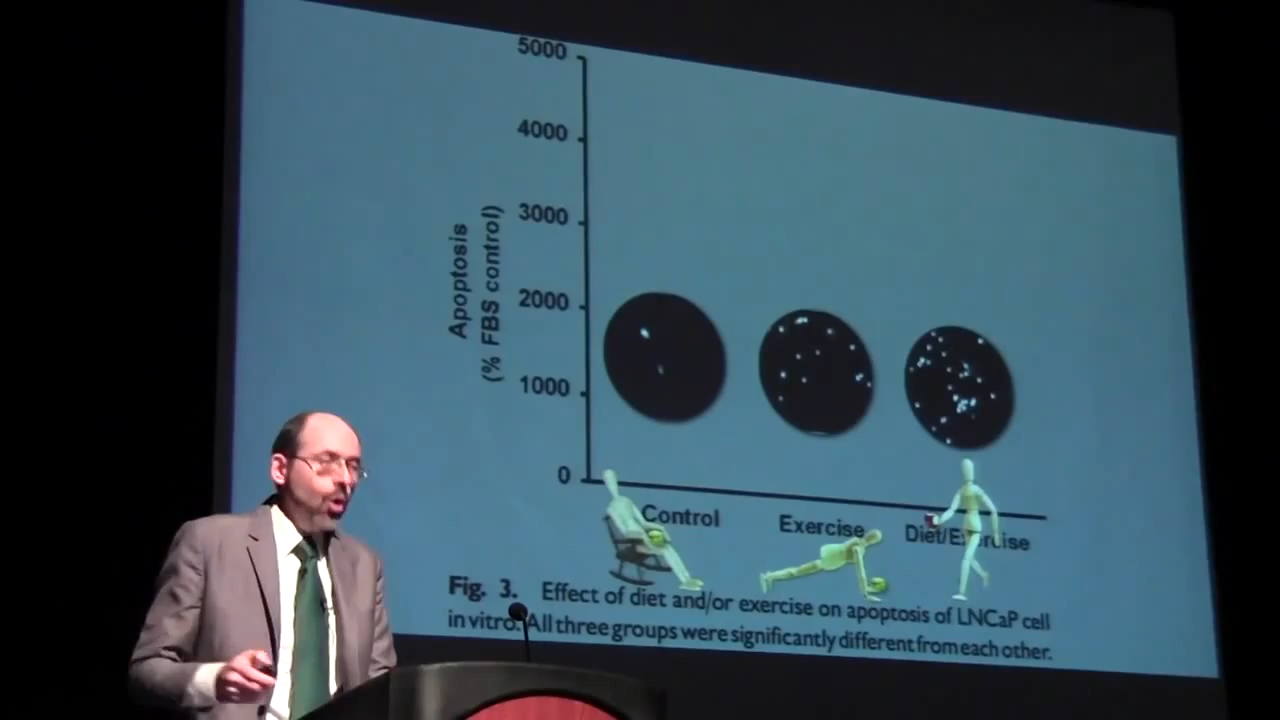 5000
4000
3000
2000
1000
0
Apoptosis
(% FBS control)
Control
Exercise
Diet/Exercise
Fig. 3. Effect of diet and/or exercise on apoptosis of LNCaP cell
in vitro. All three groups were significantly different from each other.